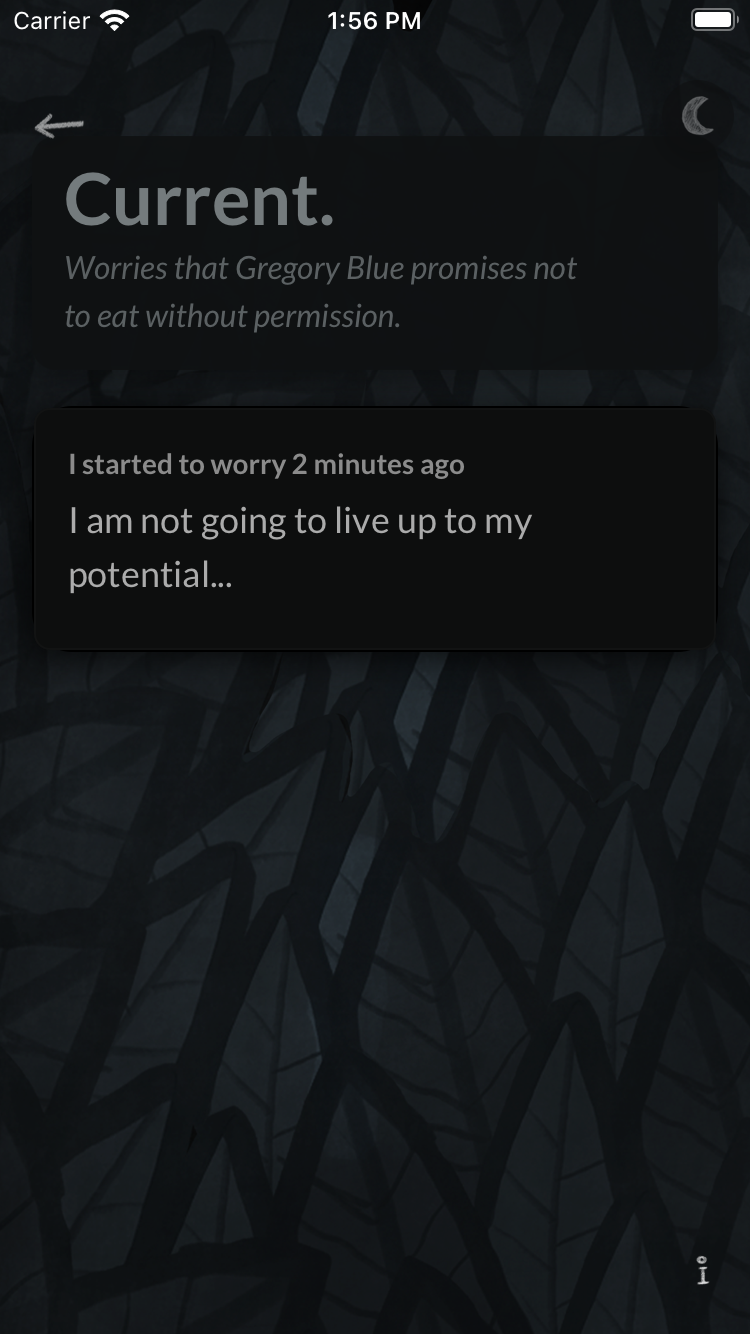 Carrier 1:56 PM
Current.
Worries that Gregory Blue promises not
to eat without permission.
I started to worry 2 minutes ago
I am not going to live up to my
potential...
i